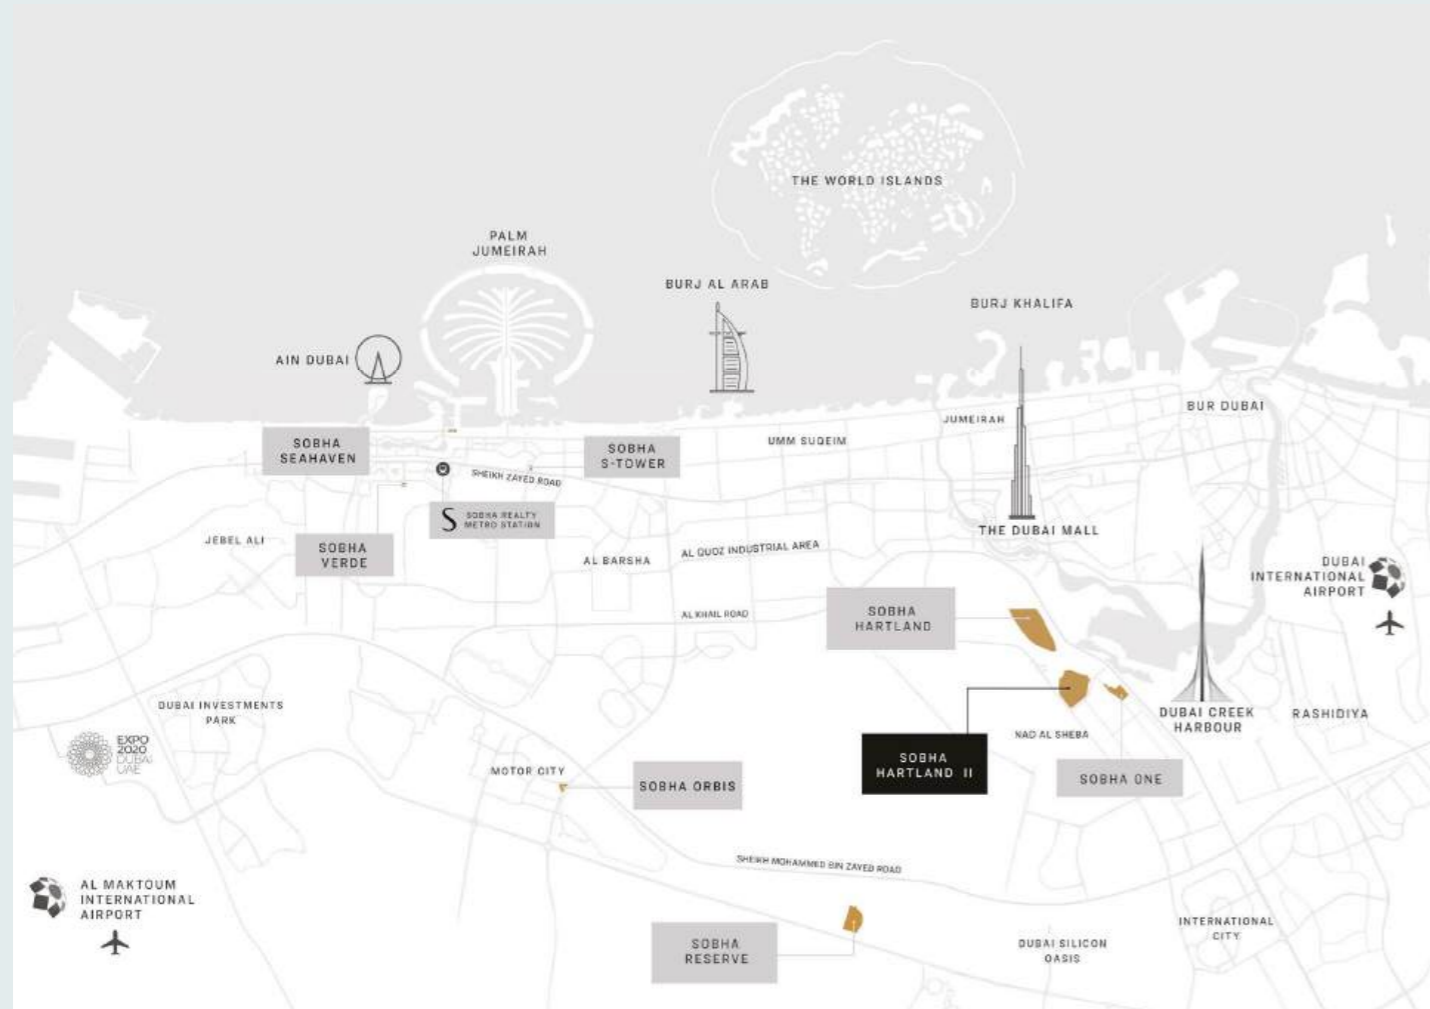 THE WORLD ISLANDS
PALM
JUMEIRAH
BURJ AL ARAB
BURJ KHALIFA
AIN DUBAI
BUR DUBAI
JUMEIRAH
UMM SUQEIM
SOBHA
SEAHAVEN
SOBHA
S-TOWER
SHEIKH ZAYED ROAD
S
SOBHA REALTY
METRO STATION
THE DUBAI MALL
JEBEL ALI
SOBHA
VERDE
AL BARSHA
AL QUOZ INDUSTRIAL AREA
DUBAI
INTERNATIONAL
AIRPORT
SOBHA
HARTLAND
AL KHAIL ROAD
DUBAI INVESTMENTS
PARK
DUBAI CREEK
HARBOUR
RASHIDIYA
NAD AL SHEBA
EXPO
2020
DUBAI
UAE
SOBHA
HARTLAND II
MOTOR CITY
SOBHA ORBIS
SOBHA ONE
SHEIKH MOHAMMED BIN ZAYED ROAD
AL MAKTOUM
INTERNATIONAL
AIRPORT
INTERNATIONAL
CITY
SOBHA
RESERVE
DUBAI SILICON
OASIS